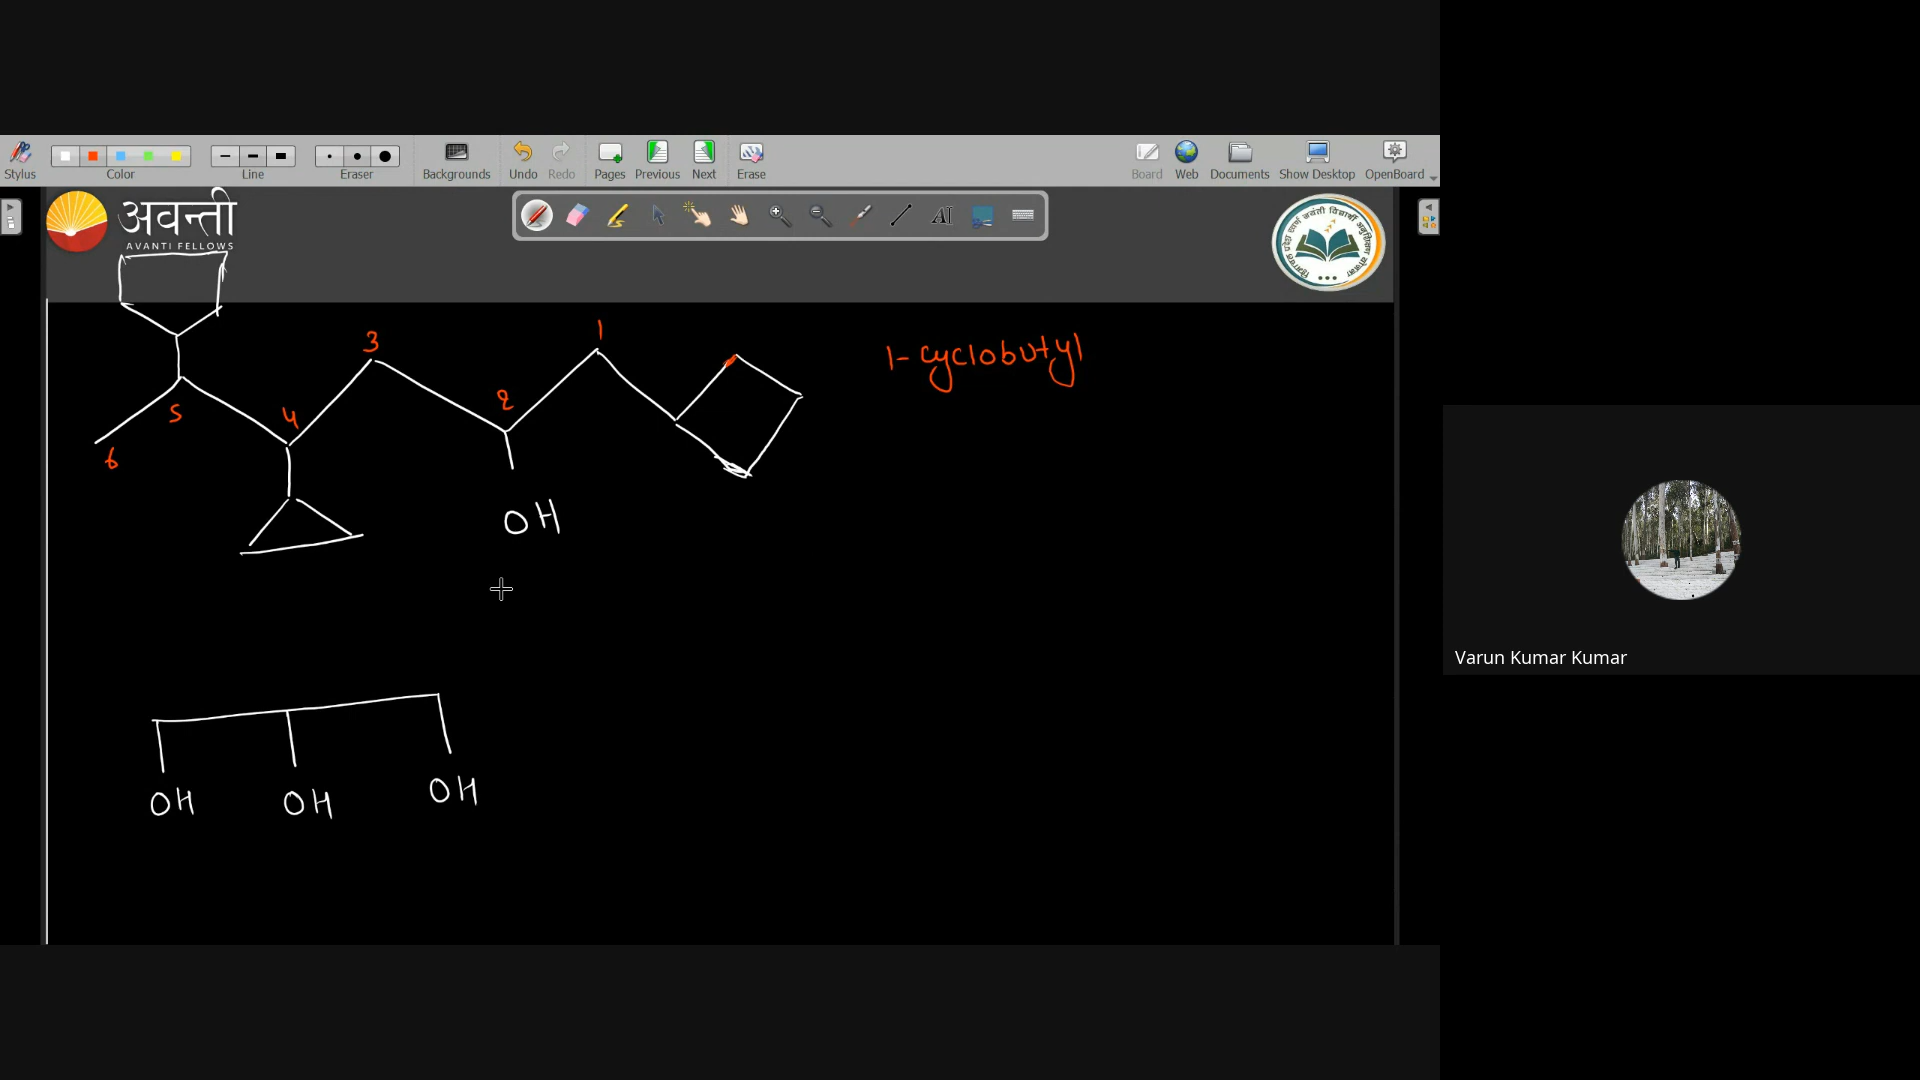 Stylus Color Line Eraser Backgrounds Undo Redo Pages Previous Next Erase Board Web Documents Show Desktop OpenBoard
अवन्ती
AVANTI FELLOWS
AI
3 1 1-cyclobutyl
2
5 4
6
OH
OH OH OH
Varun Kumar Kumar